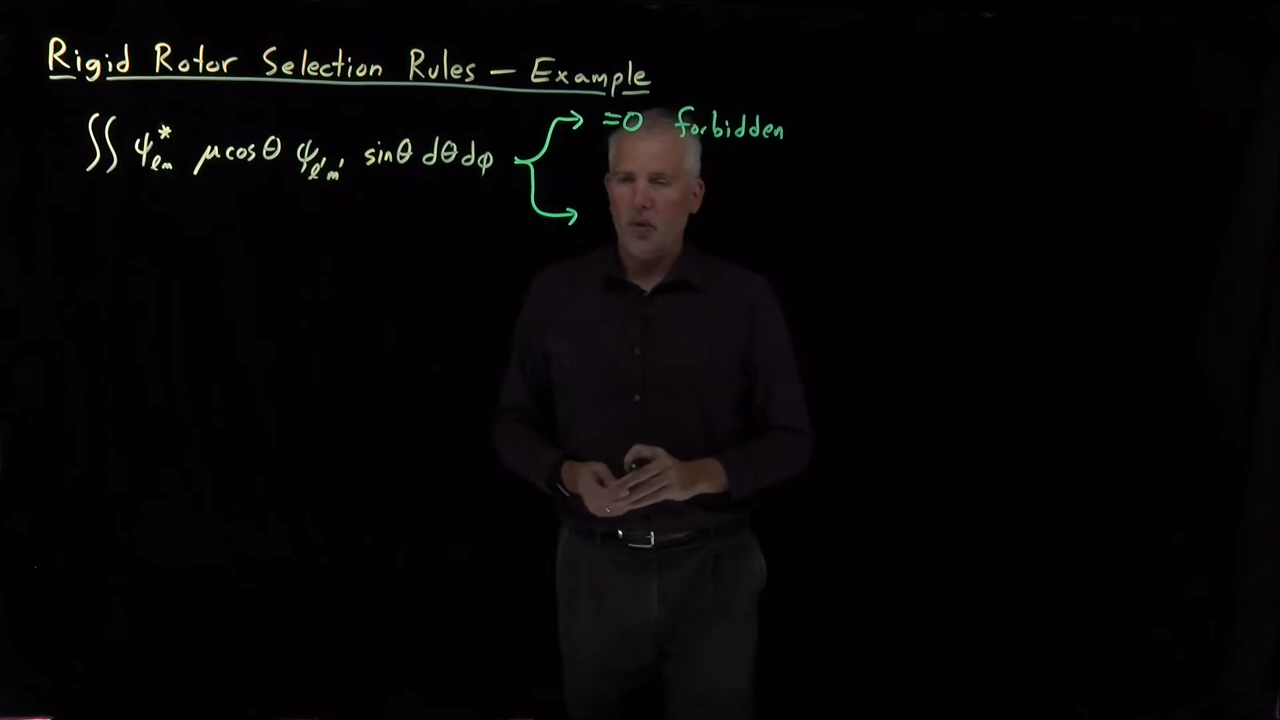 Rigid Rotor Selection Rules – Example
∬ ψ*ₗₘ μcosθ ψₗ'ₘ' sinθ dθdφ → =0 forbidden
→